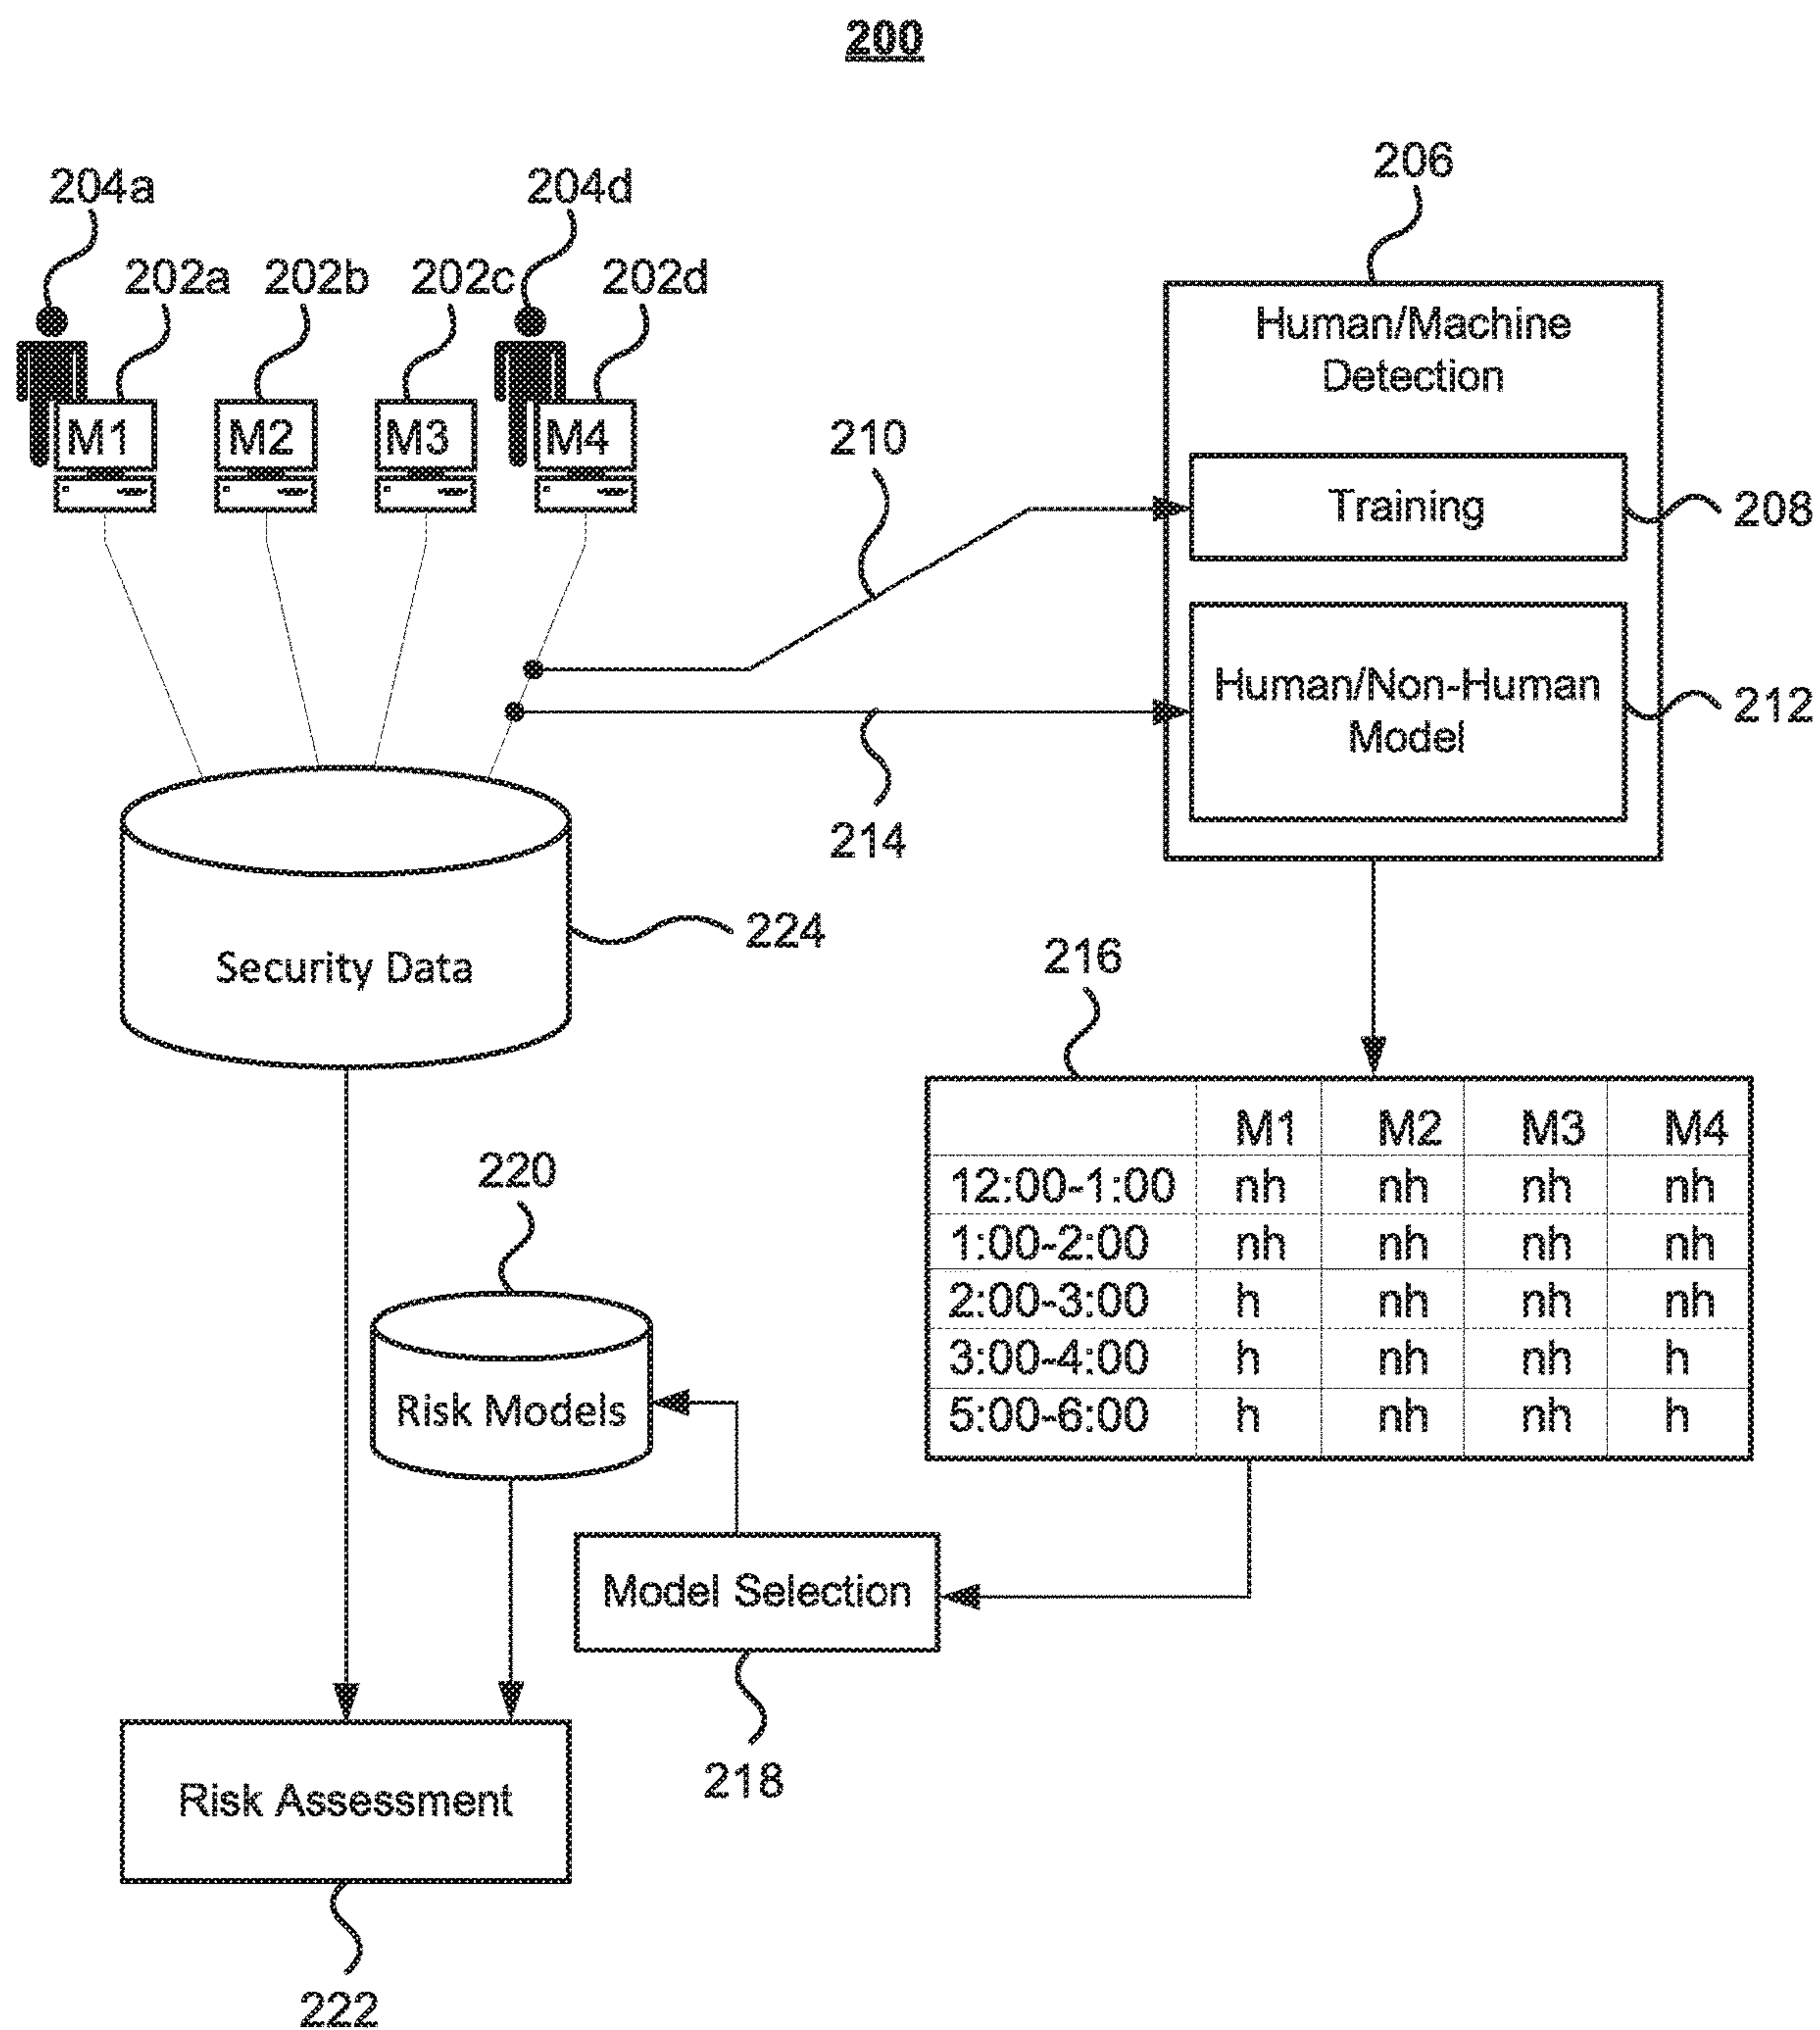 200
204a 204d 206
202a 202b 202c 202d
Human/Machine
Detection
M1 M2 M3 M4
210
Training
208
Human/Non-Human
Model
212
214
224
Security Data
216
M1 M2 M3 M4
12:00-1:00 nh nh nh nh
1:00-2:00 nh nh nh nh
2:00-3:00 h nh nh nh
3:00-4:00 h nh nh h
5:00-6:00 h nh nh h
220
Risk Models
Model Selection
218
Risk Assessment
222